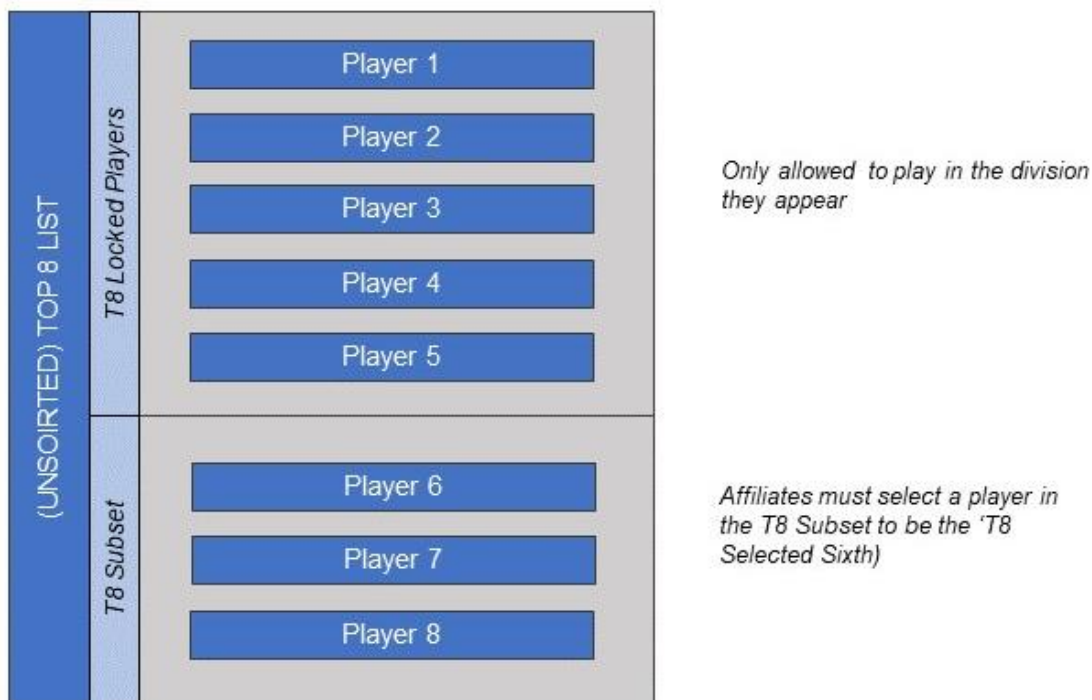 (UNSOIRTED) TOP 8 LIST
T8 Locked Players
Player 1
Player 2
Player 3
Player 4
Player 5
Only allowed to play in the division
they appear
T8 Subset
Player 6
Player 7
Player 8
Affiliates must select a player in
the T8 Subset to be the ‘T8
Selected Sixth)